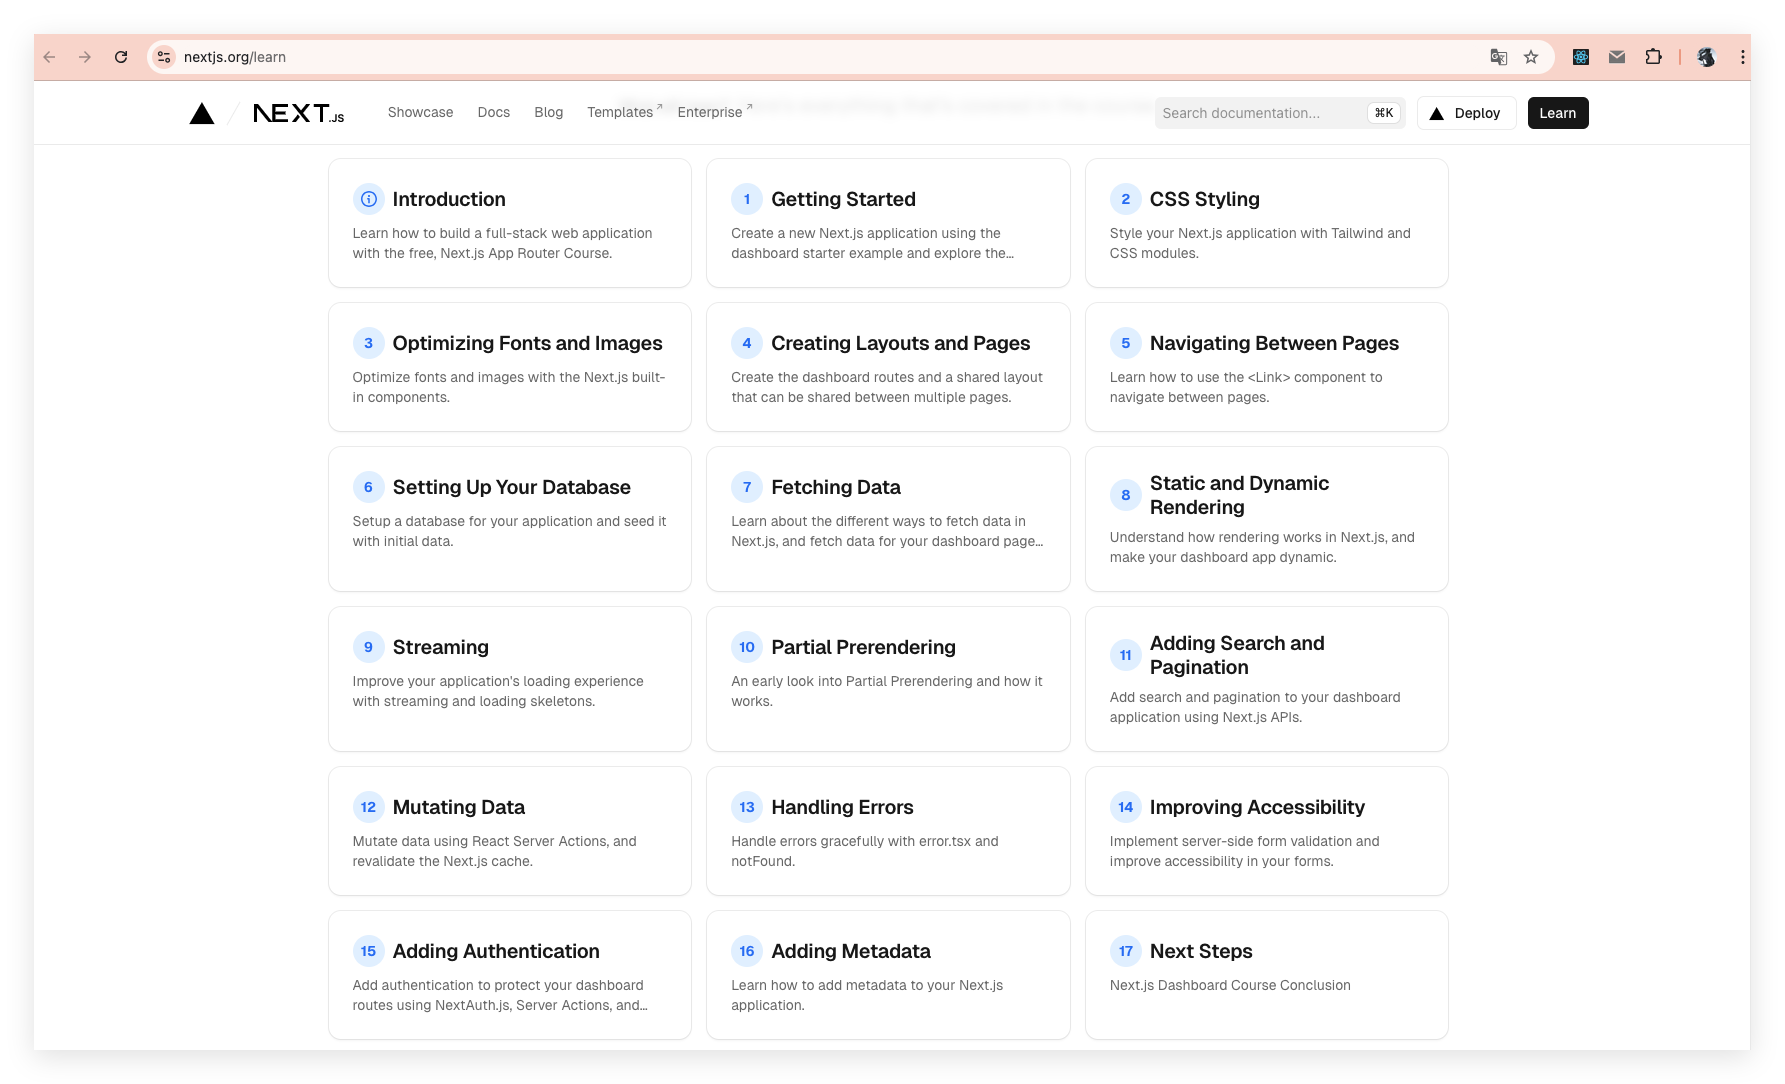 nextjs.org/learn
NEXT.JS
Showcase
Docs
Blog
Templates
Enterprise
Search documentation...
⌘K
Deploy
Learn
Introduction
Learn how to build a full-stack web application
with the free, Next.js App Router Course.
1 Getting Started
Create a new Next.js application using the
dashboard starter example and explore the…
2 CSS Styling
Style your Next.js application with Tailwind and
CSS modules.
3 Optimizing Fonts and Images
Optimize fonts and images with the Next.js built-
in components.
4 Creating Layouts and Pages
Create the dashboard routes and a shared layout
that can be shared between multiple pages.
5 Navigating Between Pages
Learn how to use the <Link> component to
navigate between pages.
6 Setting Up Your Database
Setup a database for your application and seed it
with initial data.
7 Fetching Data
Learn about the different ways to fetch data in
Next.js, and fetch data for your dashboard page…
8 Static and Dynamic
Rendering
Understand how rendering works in Next.js, and
make your dashboard app dynamic.
9 Streaming
Improve your application's loading experience
with streaming and loading skeletons.
10 Partial Prerendering
An early look into Partial Prerendering and how it
works.
11 Adding Search and
Pagination
Add search and pagination to your dashboard
application using Next.js APIs.
12 Mutating Data
Mutate data using React Server Actions, and
revalidate the Next.js cache.
13 Handling Errors
Handle errors gracefully with error.tsx and
notFound.
14 Improving Accessibility
Implement server-side form validation and
improve accessibility in your forms.
15 Adding Authentication
Add authentication to protect your dashboard
routes using NextAuth.js, Server Actions, and…
16 Adding Metadata
Learn how to add metadata to your Next.js
application.
17 Next Steps
Next.js Dashboard Course Conclusion